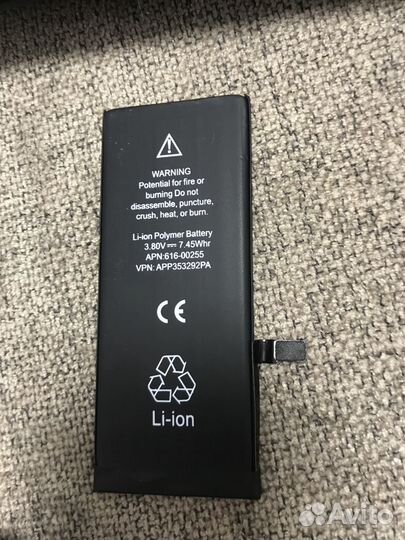 WARNING
Potential for fire or
burning Do not
disassemble, puncture,
crush, heat, or burn.
Li-ion Polymer Battery
3.80V⎓ 7.45Whr
APN:616-00255
VPN: APP353292PA
CE
Li-ion
Avito